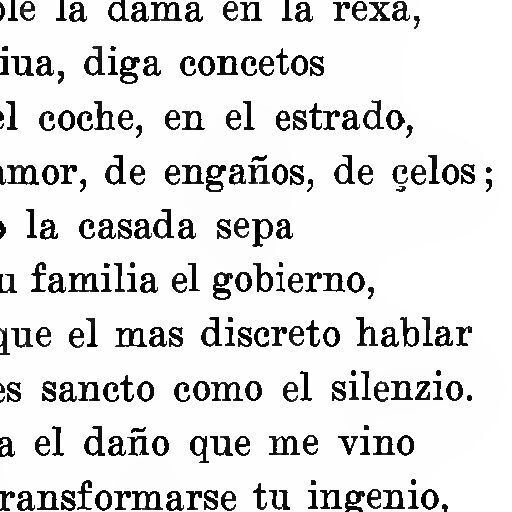 ble la dama en la rexa,
iua, diga concetos
el coche, en el estrado,
amor, de engaños, de çelos;
la casada sepa
u familia el gobierno,
que el mas discreto hablar
es sancto como el silenzio.
a el daño que me vino
ransformarse tu ingenio,